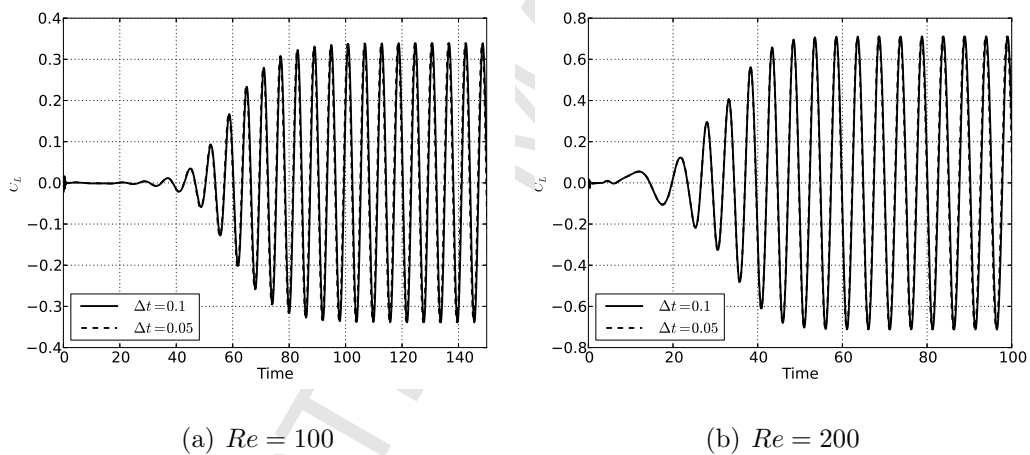 0.4
0.3
0.2
0.1
0.0
−0.1
−0.2
−0.3
−0.4
C_L
0 20 40 60 80 100 120 140
Time
Δt=0.1
Δt=0.05
(a) Re = 100
0.8
0.6
0.4
0.2
0.0
−0.2
−0.4
−0.6
−0.8
C_L
0 20 40 60 80 100
Time
Δt=0.1
Δt=0.05
(b) Re = 200